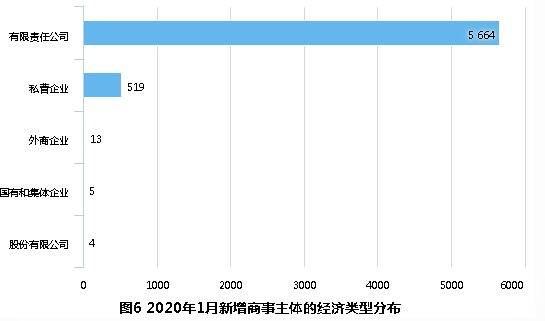 有限责任公司 5 664
私营企业 519
外商企业 13
国有和集体企业 5
股份有限公司 4
0 1000 2000 3000 4000 5000 6000
图6 2020年1月新增商事主体的经济类型分布